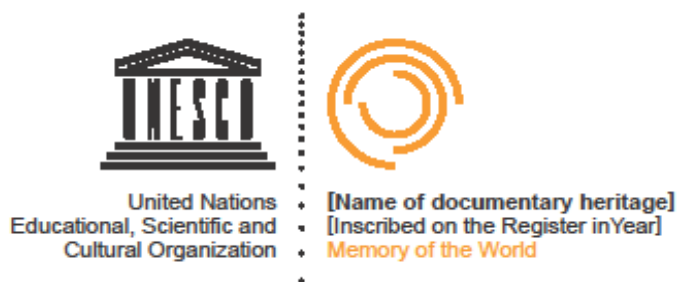 UNESCO
United Nations
Educational, Scientific and
Cultural Organization
[Name of documentary heritage]
[Inscribed on the Register inYear]
Memory of the World